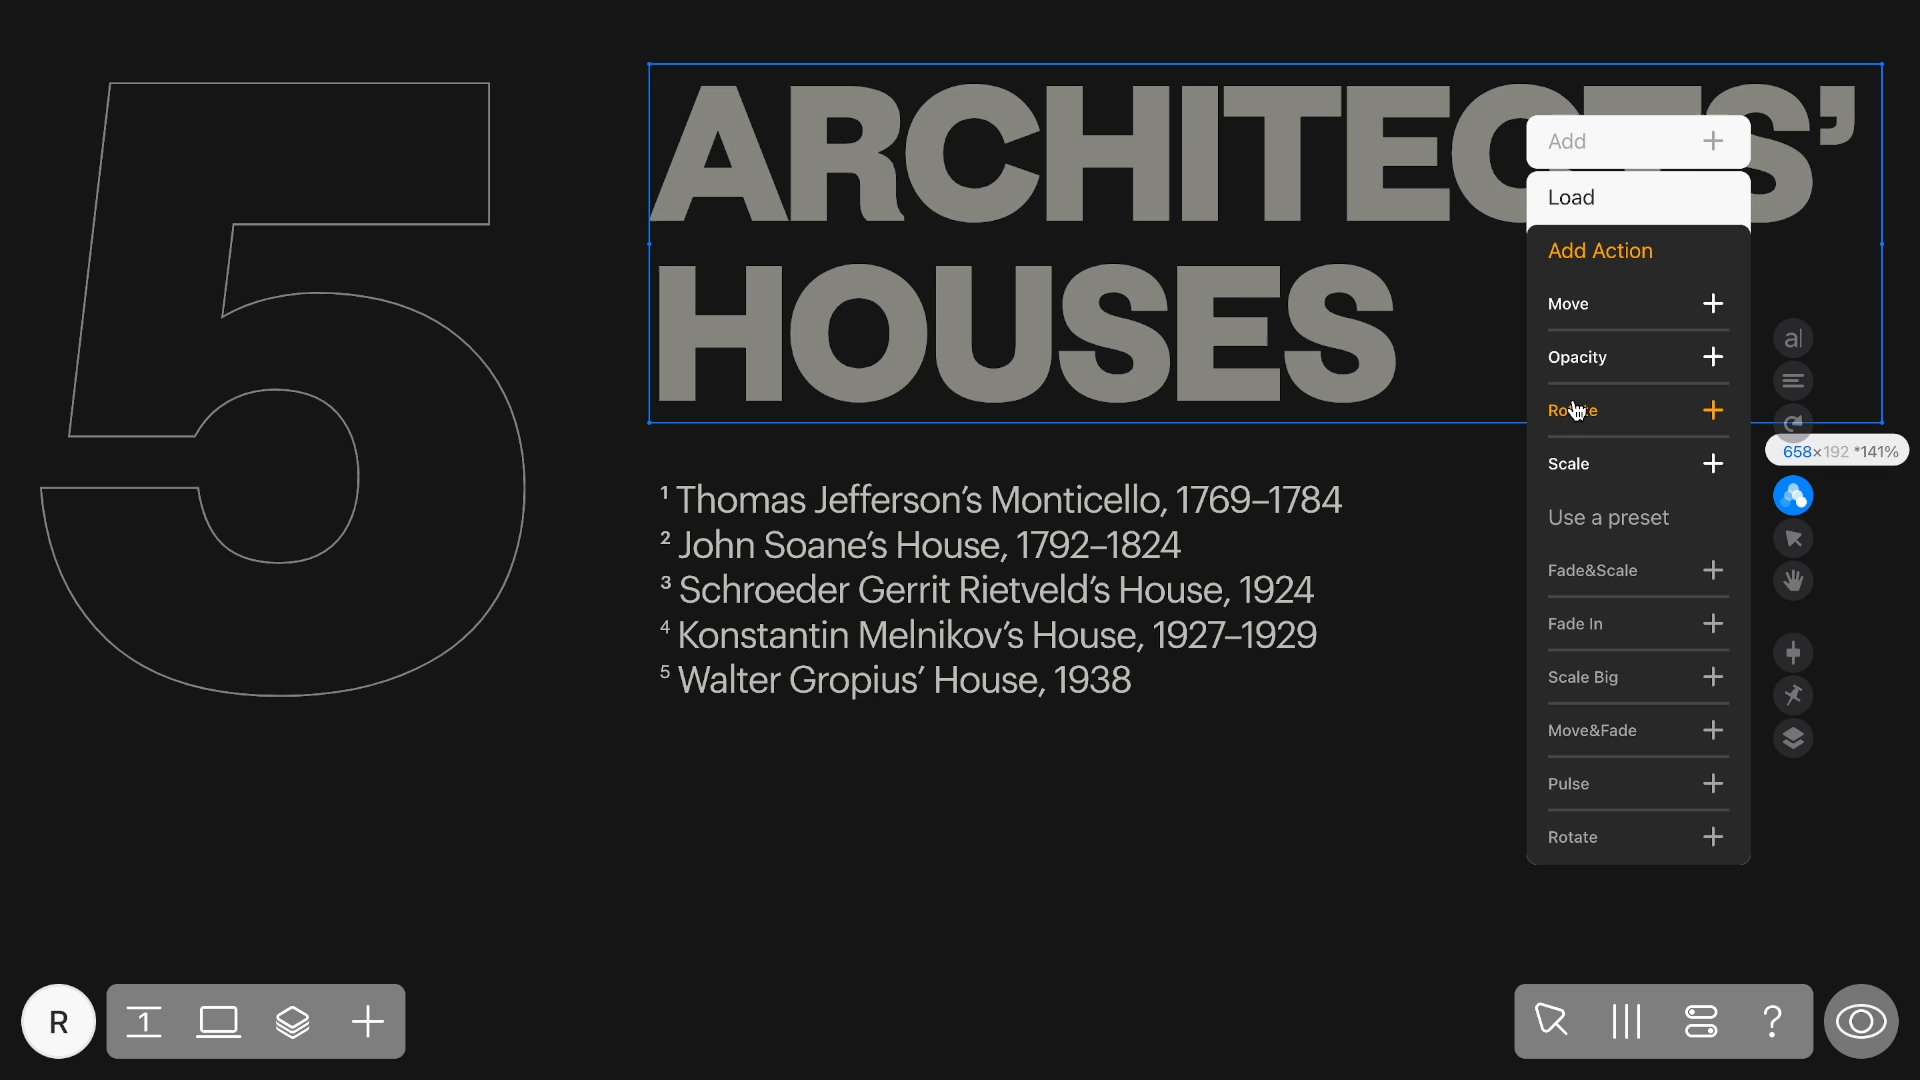 5
ARCHITECTS’
HOUSES
¹ Thomas Jefferson’s Monticello, 1769–1784
² John Soane’s House, 1792–1824
³ Schroeder Gerrit Rietveld’s House, 1924
⁴ Konstantin Melnikov’s House, 1927–1929
⁵ Walter Gropius’ House, 1938
Add +
Load
Add Action
Move +
Opacity +
Rotate +
Scale +
Use a preset
Fade&Scale +
Fade In +
Scale Big +
Move&Fade +
Pulse +
Rotate +
a|
658×192 *141%
R
1
+
?